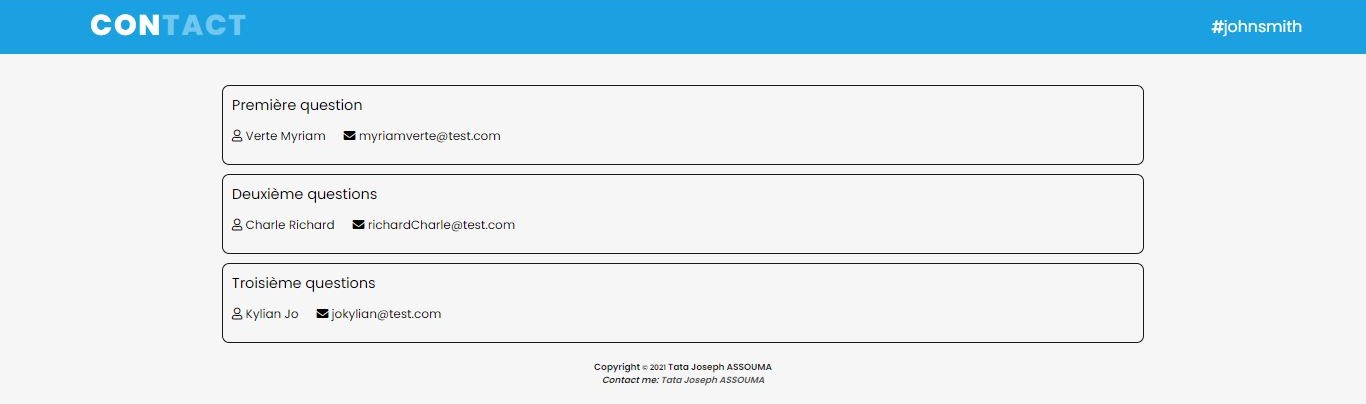 CONTACT
#johnsmith
Première question
Verte Myriam myriamverte@test.com
Deuxième questions
Charle Richard richardCharle@test.com
Troisième questions
Kylian Jo jokylian@test.com
Copyright © 2021 Tata Joseph ASSOUMA
Contact me: Tata Joseph ASSOUMA